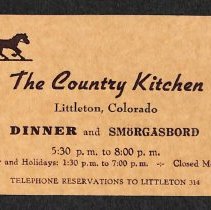 The Country Kitchen
Littleton, Colorado
DINNER and SMÖRGASBORD
5:30 p. m. to 8:00 p. m.
and Holidays: 1:30 p. m. to 7:00 p. m. -:- Closed M
TELEPHONE RESERVATIONS TO LITTLETON 314